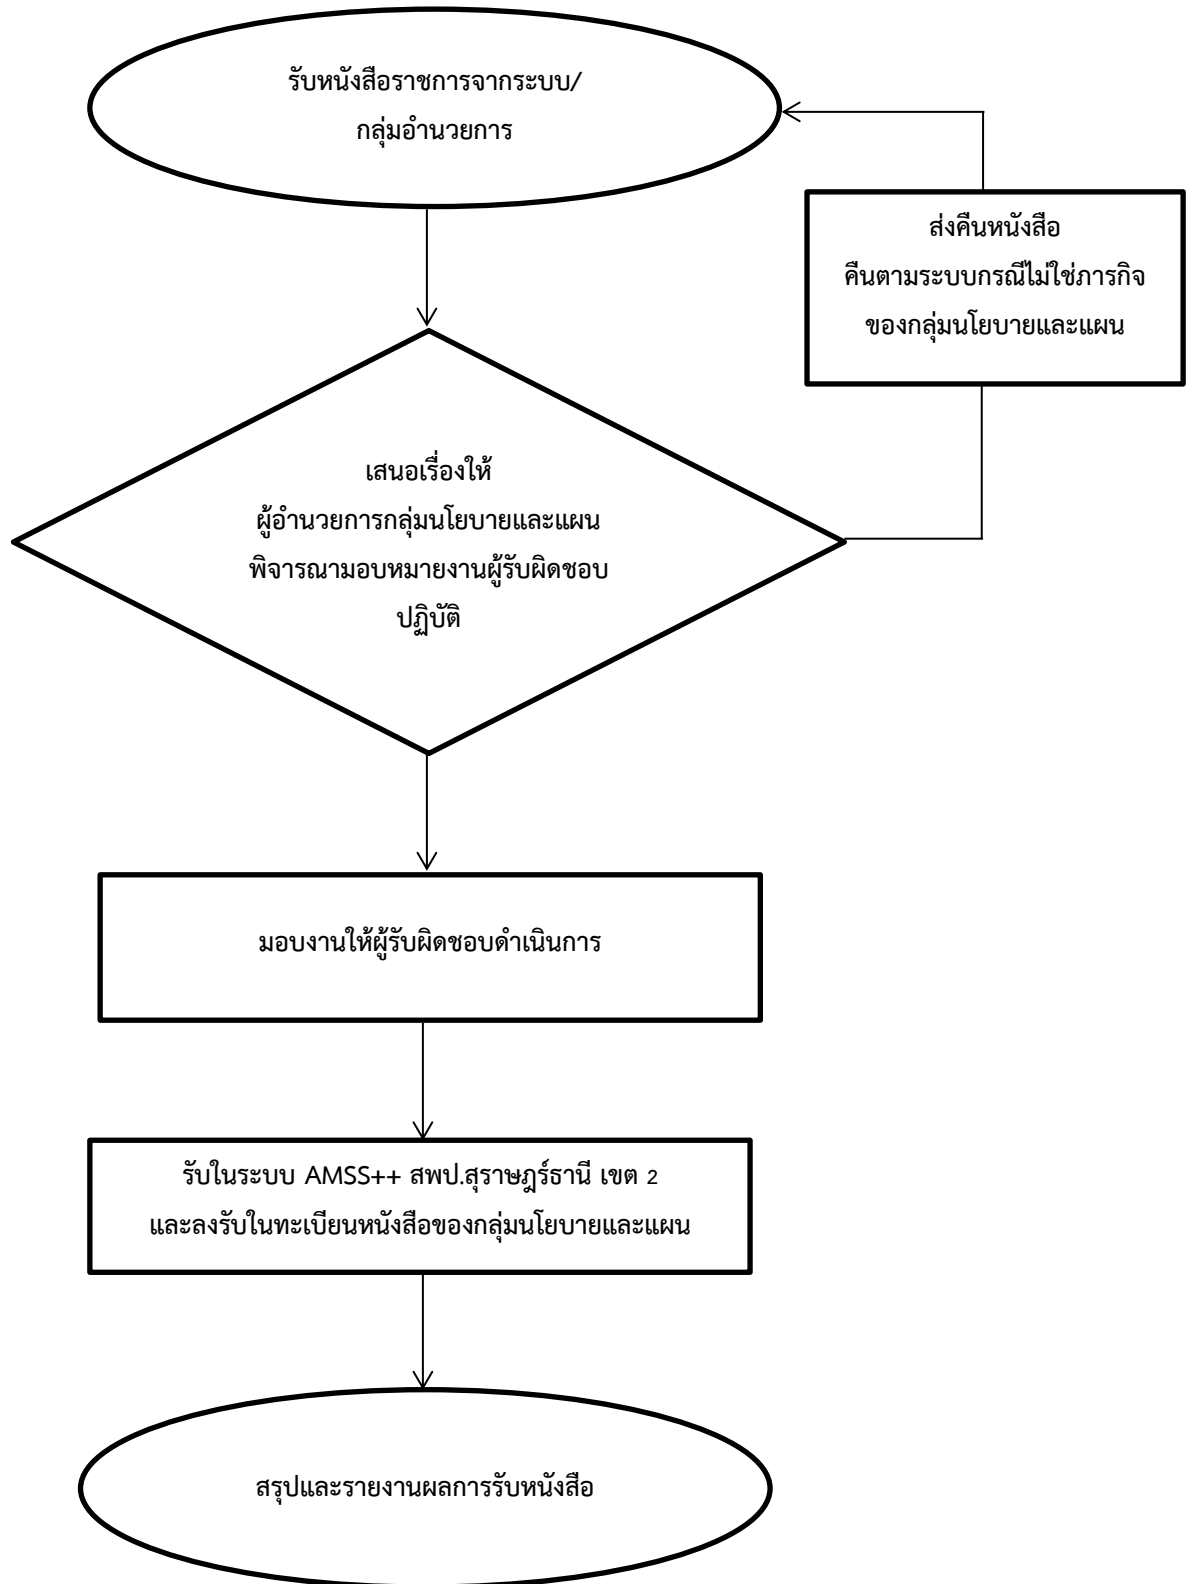 รับหนังสือราชการจากระบบ/
กลุ่มอำนวยการ
ส่งคืนหนังสือ
คืนตามระบบกรณีไม่ใช่ภารกิจ
ของกลุ่มนโยบายและแผน
เสนอเรื่องให้
ผู้อำนวยการกลุ่มนโยบายและแผน
พิจารณามอบหมายงานผู้รับผิดชอบ
ปฏิบัติ
มอบงานให้ผู้รับผิดชอบดำเนินการ
รับในระบบ AMSS++ สพป.สุราษฎร์ธานี เขต 2
และลงรับในทะเบียนหนังสือของกลุ่มนโยบายและแผน
สรุปและรายงานผลการรับหนังสือ